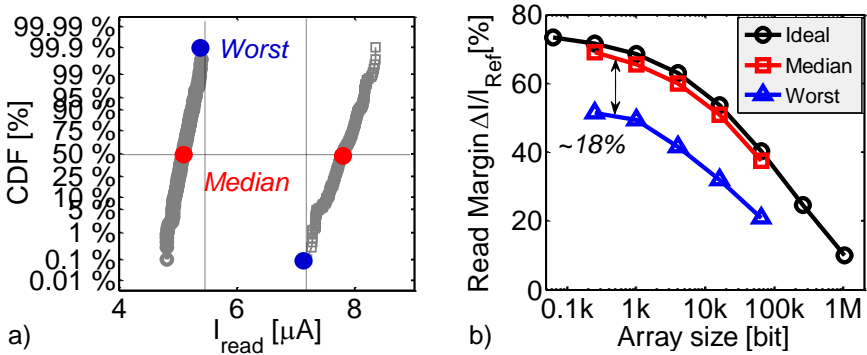 99.99 %
99.9 %
99 %
95 %
90 %
75 %
50 %
25 %
10 %
5 %
1 %
0.1 %
0.01 %
CDF [%]
Worst
Median
4
6
8
I_read [μA]
a)
80
60
40
20
0
Read Margin ΔI/I_Ref [%]
Ideal
Median
Worst
~18%
0.1k
1k
10k
100k
1M
Array size [bit]
b)